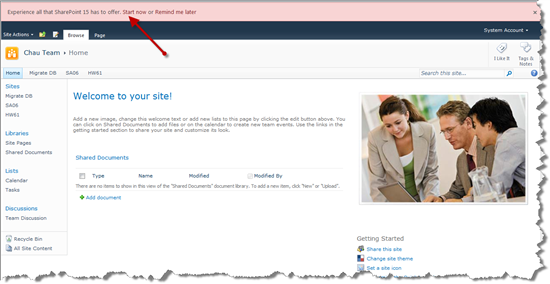 Experience all that SharePoint 15 has to offer. Start now or Remind me later
Site Actions
Browse
Page
System Account
Chau Team
Home
I Like It
Tags & Notes
Home
Migrate DB
SA06
HW61
Search this site...
Sites
Migrate DB
SA06
HW61
Libraries
Site Pages
Shared Documents
Lists
Calendar
Tasks
Discussions
Team Discussion
Recycle Bin
All Site Content
Welcome to your site!
Add a new image, change this welcome text or add new lists to this page by clicking the edit button above. You
can click on Shared Documents to add files or on the calendar to create new team events. Use the links in the
getting started section to share your site and customize its look.
Shared Documents
Type Name Modified Modified By
There are no items to show in this view of the "Shared Documents" document library. To add a new item, click "New" or "Upload".
Add document
Getting Started
Share this site
Change site theme
Set a site icon